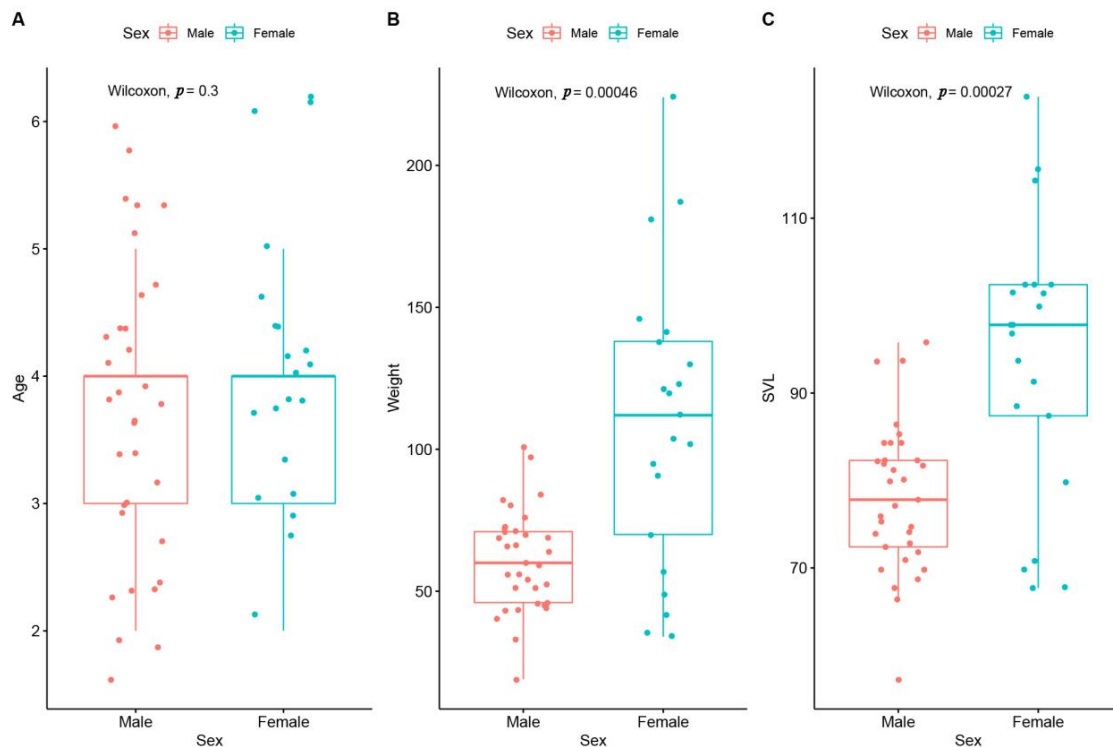 A
Sex Male Female
Wilcoxon, p = 0.3
6
5
4
3
2
Age
Male Female
Sex
B
Sex Male Female
Wilcoxon, p = 0.00046
200
150
100
50
Weight
Male Female
Sex
C
Sex Male Female
Wilcoxon, p = 0.00027
110
90
70
SVL
Male Female
Sex